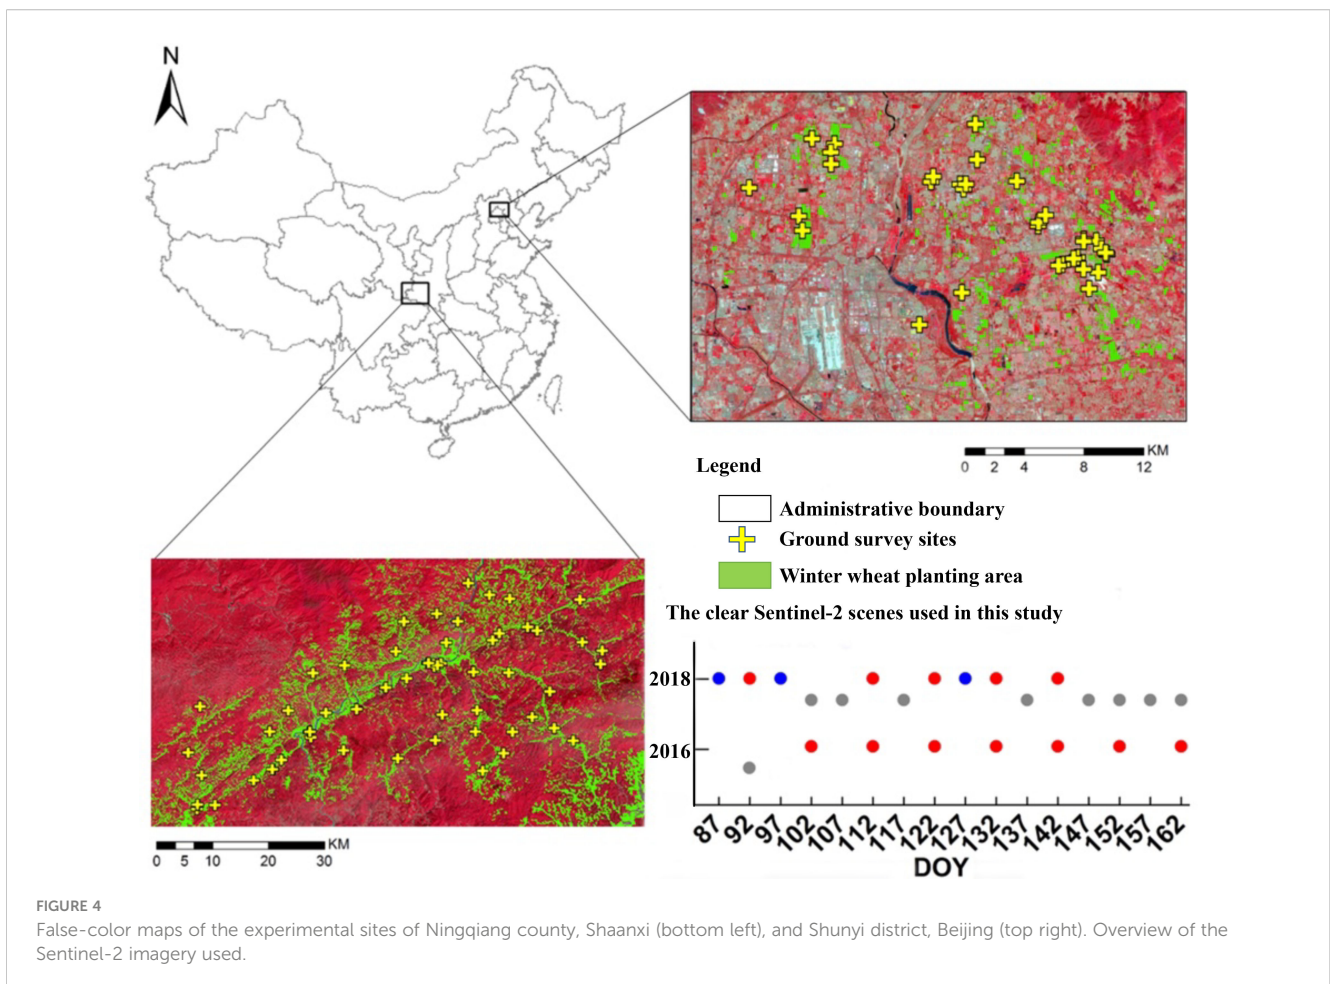 N
KM
0 2 4 8 12
Legend
Administrative boundary
Ground survey sites
Winter wheat planting area
The clear Sentinel-2 scenes used in this study
2018
2016
87 92 97 102 107 112 117 122 127 132 137 142 147 152 157 162
DOY
KM
0 5 10 20 30
FIGURE 4
False-color maps of the experimental sites of Ningqiang county, Shaanxi (bottom left), and Shunyi district, Beijing (top right). Overview of the
Sentinel-2 imagery used.